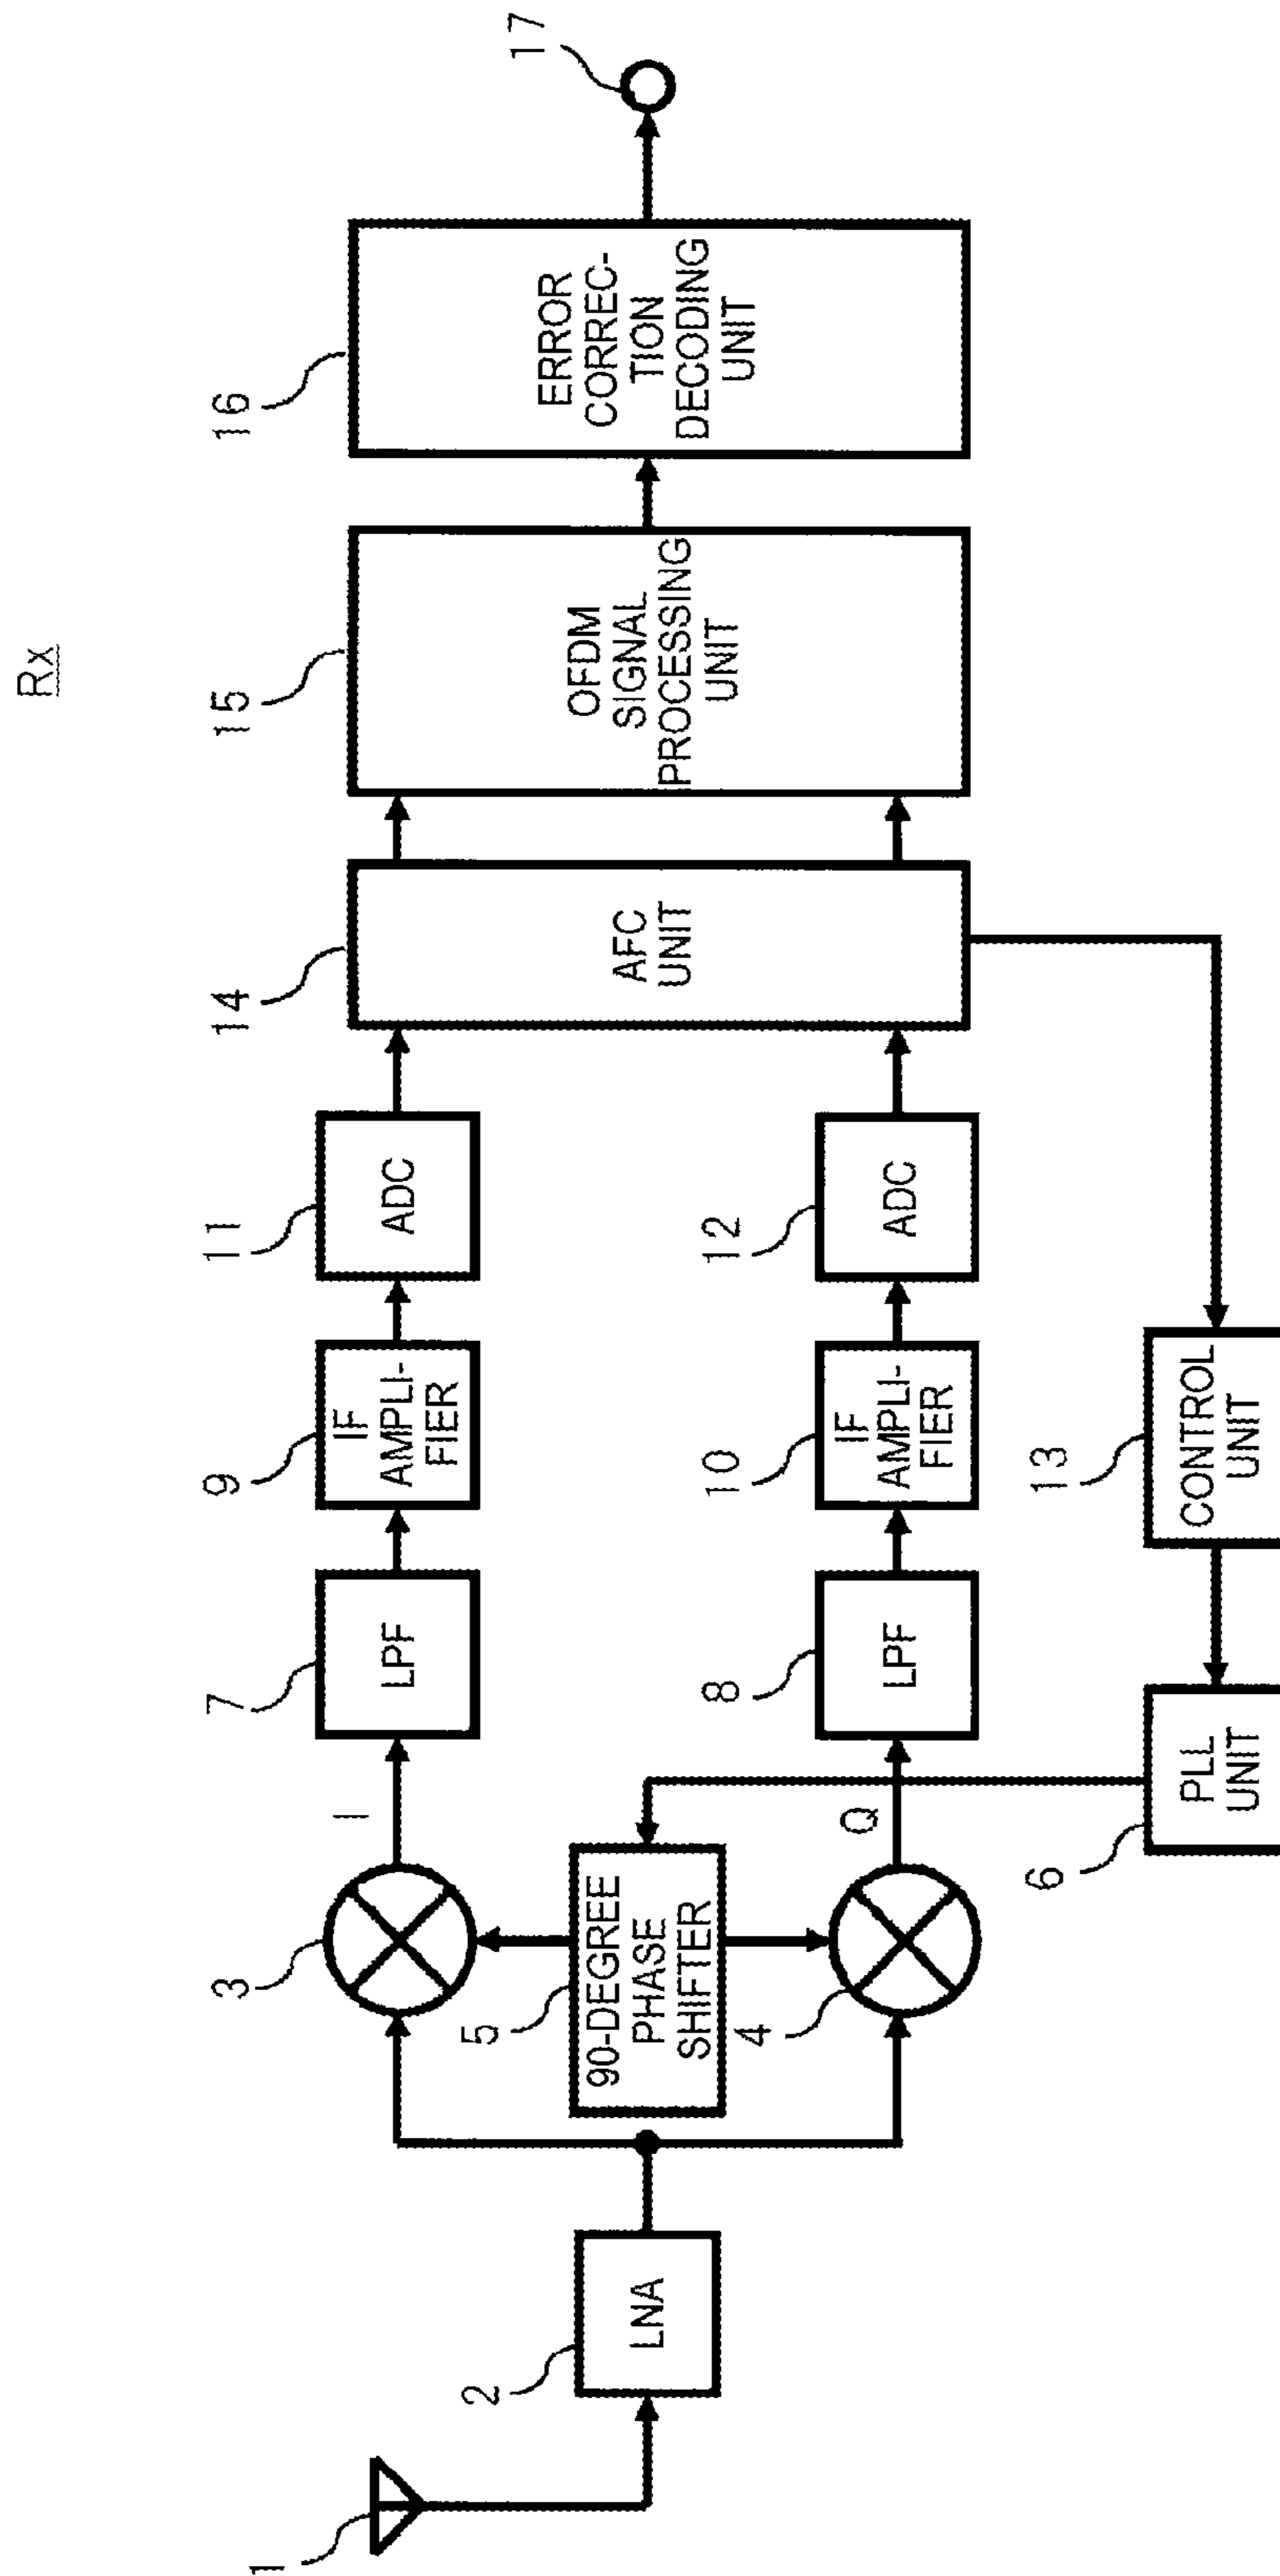 Rx
1
2
LNA
3
I
7
LPF
9
IF
AMPLI-
FIER
11
ADC
5
90-DEGREE
PHASE
SHIFTER
4
Q
8
LPF
10
IF
AMPLI-
FIER
12
ADC
6
PLL
UNIT
13
CONTROL
UNIT
14
AFC
UNIT
15
OFDM
SIGNAL
PROCESSING
UNIT
16
ERROR
CORREC-
TION
DECODING
UNIT
17